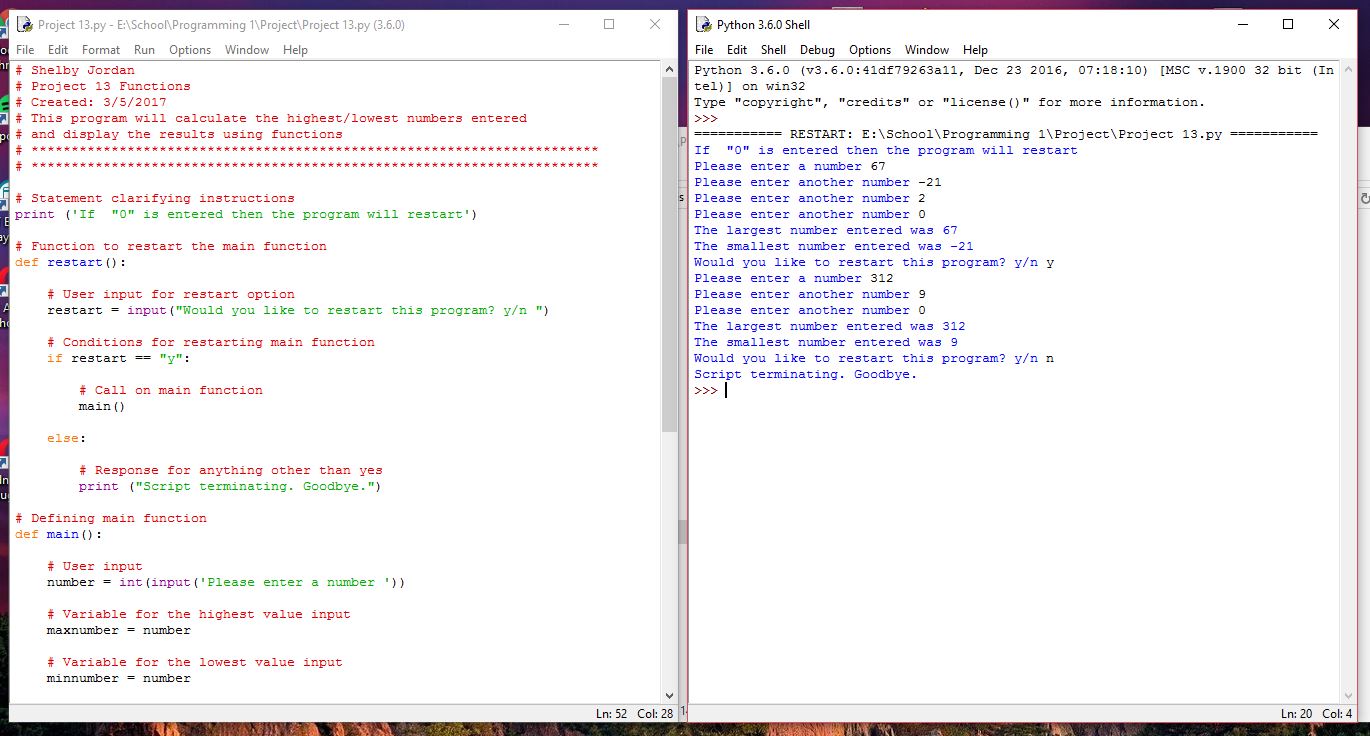 Project 13.py - E:\School\Programming 1\Project\Project 13.py (3.6.0)
File Edit Format Run Options Window Help
# Shelby Jordan
# Project 13 Functions
# Created: 3/5/2017
# This program will calculate the highest/lowest numbers entered
# and display the results using functions
# ***********************************************************************
# ***********************************************************************
# Statement clarifying instructions
print ('If  "0" is entered then the program will restart')
# Function to restart the main function
def restart():
    # User input for restart option
    restart = input("Would you like to restart this program? y/n ")
    # Conditions for restarting main function
    if restart == "y":
        # Call on main function
        main()
    else:
        # Response for anything other than yes
        print ("Script terminating. Goodbye.")
# Defining main function
def main():
    # User input
    number = int(input('Please enter a number '))
    # Variable for the highest value input
    maxnumber = number
    # Variable for the lowest value input
    minnumber = number
Ln: 52 Col: 28
Python 3.6.0 Shell
File Edit Shell Debug Options Window Help
Python 3.6.0 (v3.6.0:41df79263a11, Dec 23 2016, 07:18:10) [MSC v.1900 32 bit (In
tel)] on win32
Type "copyright", "credits" or "license()" for more information.
>>>
=========== RESTART: E:\School\Programming 1\Project\Project 13.py ===========
If  "0" is entered then the program will restart
Please enter a number 67
Please enter another number -21
Please enter another number 2
Please enter another number 0
The largest number entered was 67
The smallest number entered was -21
Would you like to restart this program? y/n y
Please enter a number 312
Please enter another number 9
Please enter another number 0
The largest number entered was 312
The smallest number entered was 9
Would you like to restart this program? y/n n
Script terminating. Goodbye.
>>>
Ln: 20 Col: 4